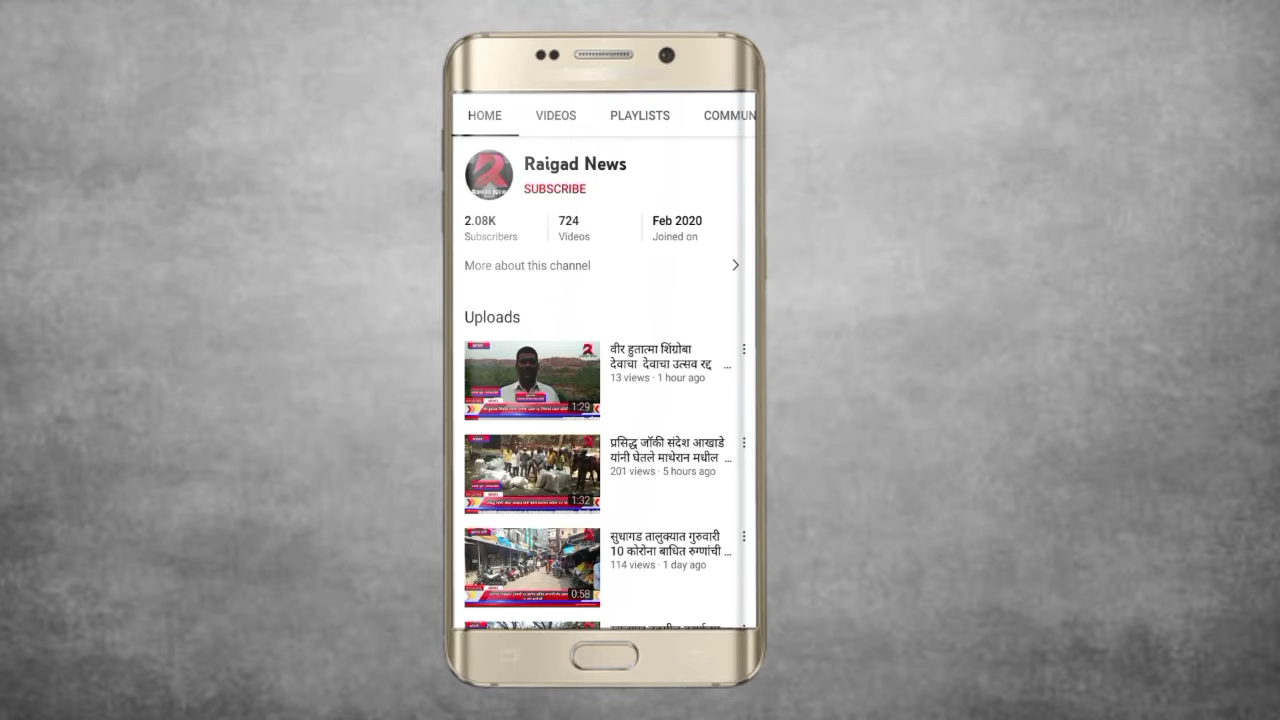 HOME VIDEOS PLAYLISTS COMMUN
Raigad News
SUBSCRIBE
2.08K 724 Feb 2020
Subscribers Videos Joined on
More about this channel
Uploads
वीर हुतात्मा शिंग्रोबा
देवाचा देवाचा उत्सव रद्द ...
13 views · 1 hour ago
1:29
प्रसिद्ध जॉकी संदेश आखाडे
यांनी घेतले माथेरान मधील ...
201 views · 5 hours ago
1:32
सुधागड तालुक्यात गुरुवारी
10 कोरोना बाधित रुग्णांची ...
114 views · 1 day ago
0:58